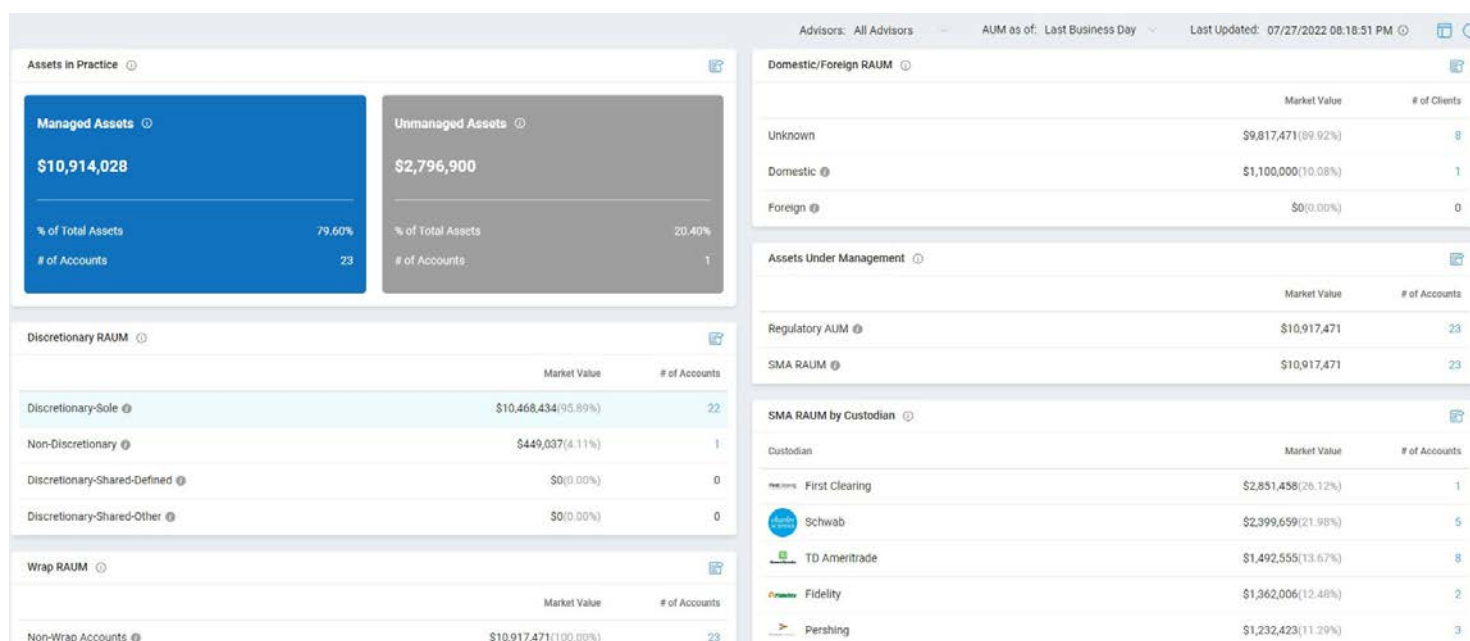 Advisors: All Advisors AUM as of: Last Business Day Last Updated: 07/27/2022 08:18:51 PM
Assets in Practice
Managed Assets
$10,914,028
% of Total Assets 79.60%
# of Accounts 23
Unmanaged Assets
$2,796,900
% of Total Assets 20.40%
# of Accounts 1
Discretionary RAUM
Market Value # of Accounts
Discretionary-Sole $10,468,434(95.89%) 22
Non-Discretionary $449,037(4.11%) 1
Discretionary-Shared-Defined $0(0.00%) 0
Discretionary-Shared-Other $0(0.00%) 0
Wrap RAUM
Market Value # of Accounts
Non-Wrap Accounts $10,917,471(100.00%) 23
Domestic/Foreign RAUM
Market Value # of Clients
Unknown $9,817,471(89.92%) 8
Domestic $1,100,000(10.08%) 1
Foreign $0(0.00%) 0
Assets Under Management
Market Value # of Accounts
Regulatory AUM $10,917,471 23
SMA RAUM $10,917,471 23
SMA RAUM by Custodian
Custodian Market Value # of Accounts
First Clearing $2,851,458(26.12%) 1
charles SCHWAB Schwab $2,399,659(21.98%) 5
TD Ameritrade $1,492,555(13.67%) 8
Fidelity Fidelity $1,362,006(12.48%) 2
Pershing $1,232,423(11.29%) 3